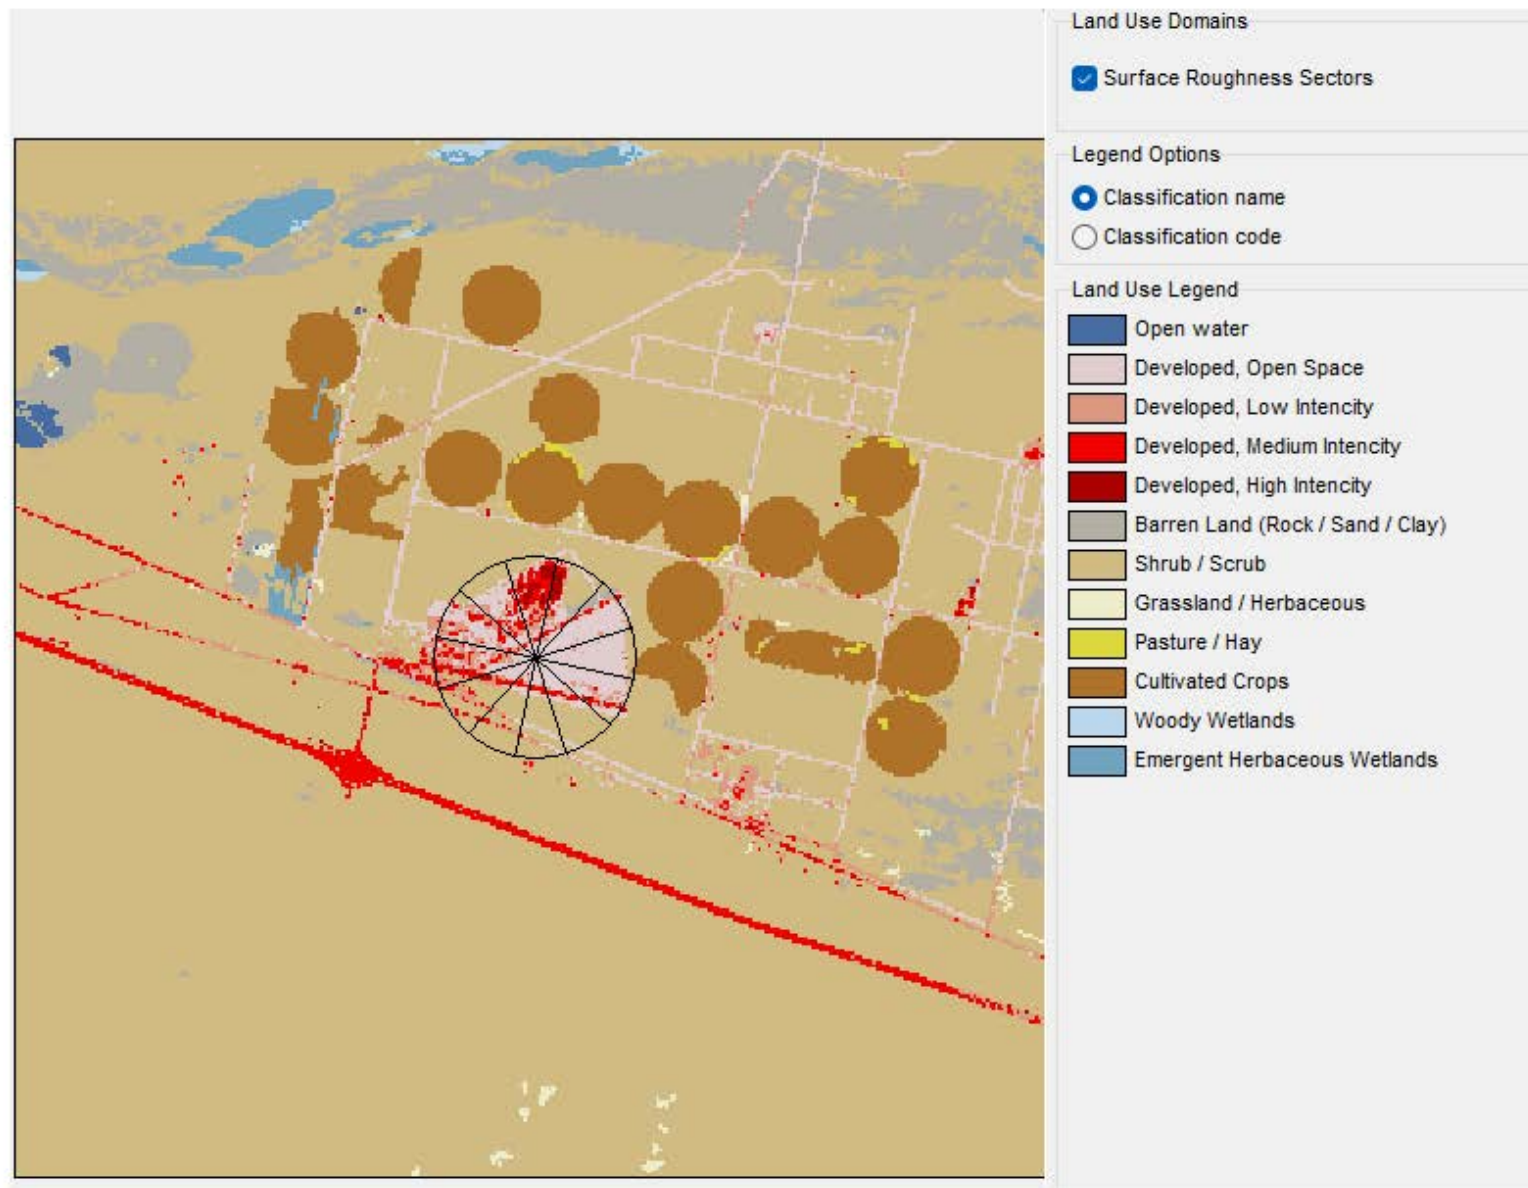 Land Use Domains
Surface Roughness Sectors
Legend Options
Classification name
Classification code
Land Use Legend
Open water
Developed, Open Space
Developed, Low Intencity
Developed, Medium Intencity
Developed, High Intencity
Barren Land (Rock / Sand / Clay)
Shrub / Scrub
Grassland / Herbaceous
Pasture / Hay
Cultivated Crops
Woody Wetlands
Emergent Herbaceous Wetlands